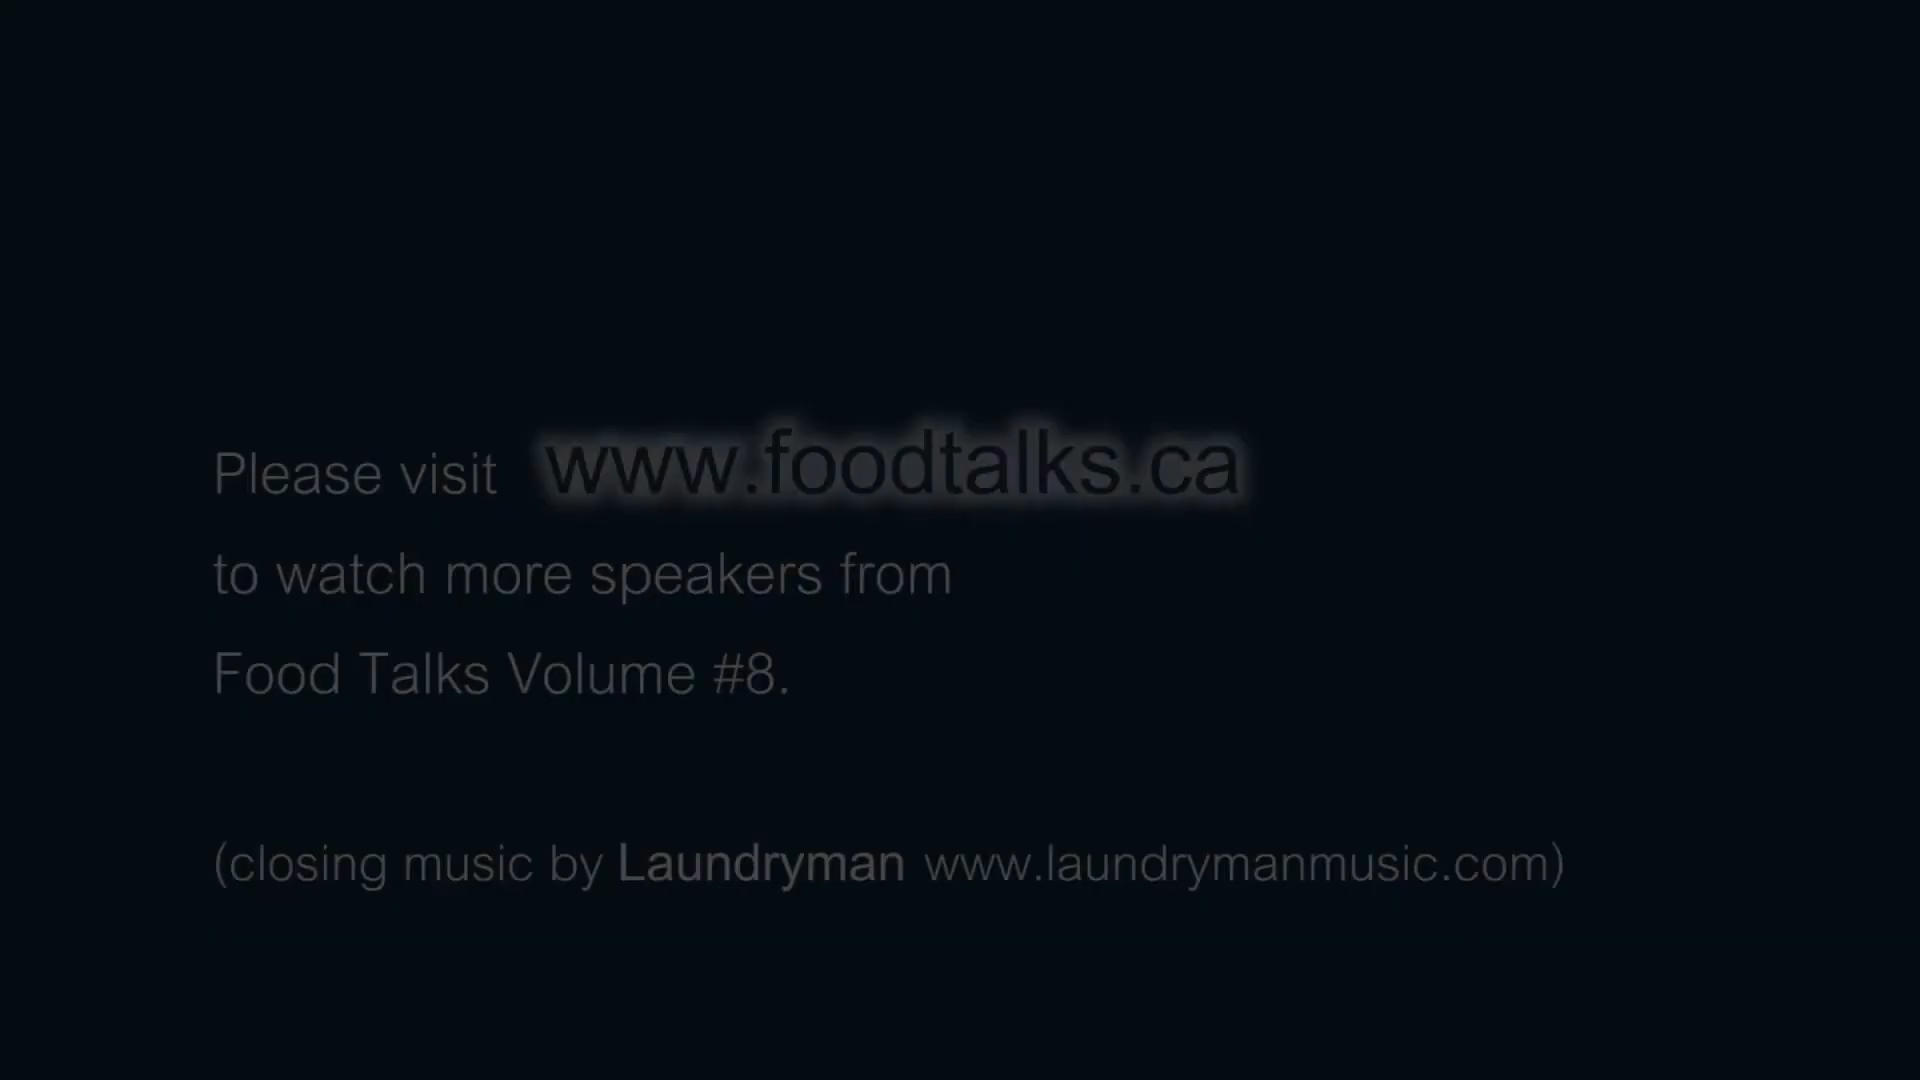 Please visit www.foodtalks.ca
to watch more speakers from
Food Talks Volume #8.
(closing music by Laundryman www.laundrymanmusic.com)